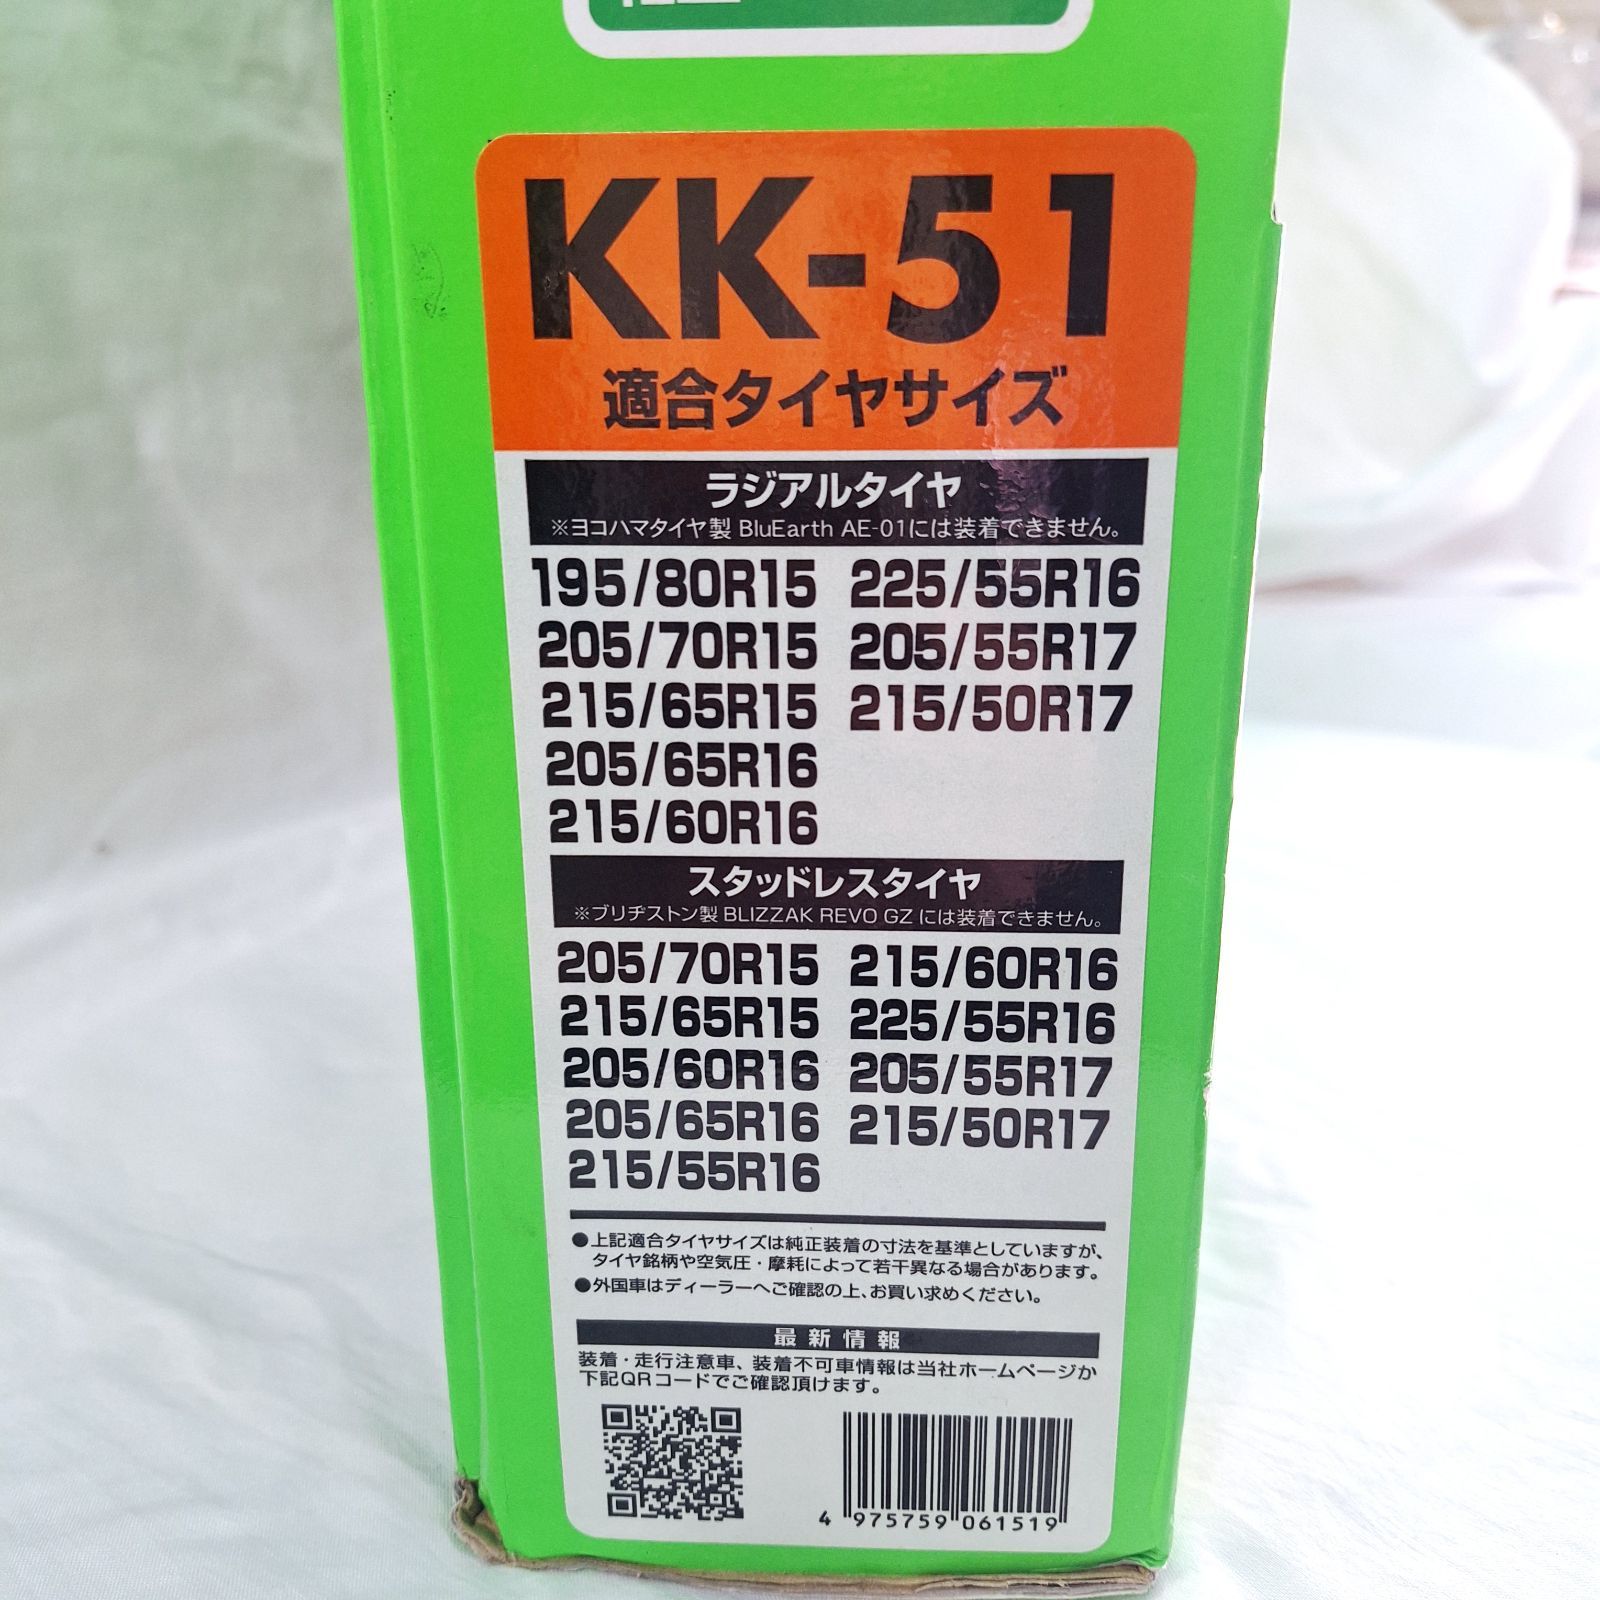 KK-51
適合タイヤサイズ
ラジアルタイヤ
※ヨコハマタイヤ製 BluEarth AE-01には装着できません。
195/80R15 225/55R16
205/70R15 205/55R17
215/65R15 215/50R17
205/65R16
215/60R16
スタッドレスタイヤ
※ブリヂストン製 BLIZZAK REVO GZ には装着できません。
205/70R15 215/60R16
215/65R15 225/55R16
205/60R16 205/55R17
205/65R16 215/50R17
215/55R16
●上記適合タイヤサイズは純正装着の寸法を基準としていますが、
タイヤ銘柄や空気圧・摩耗によって若干異なる場合があります。
●外国車はディーラーへご確認の上、お買い求めください。
最新情報
装着・走行注意車、装着不可車情報は当社ホームページか
下記QRコードでご確認頂けます。
4 975759 061519